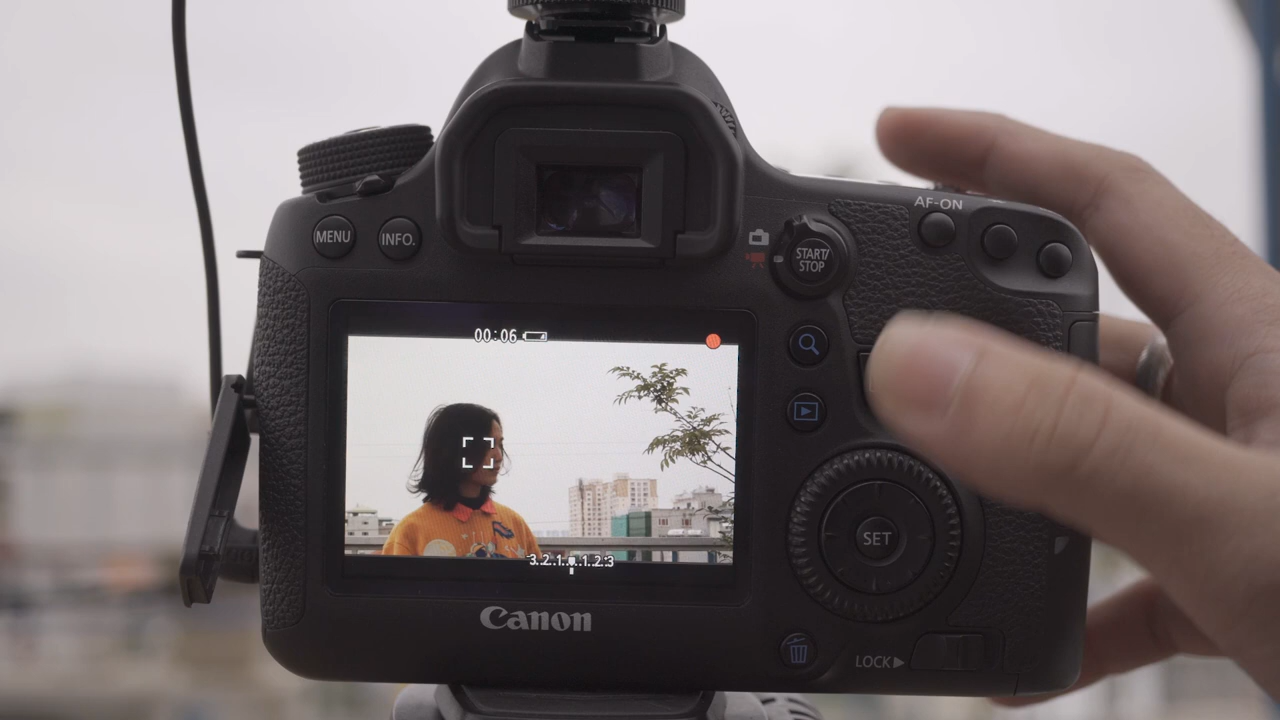 AF-ON
MENU
INFO.
START/
STOP
00:06
SET
-3..2..1..0..1..2.:3
Canon
LOCK▶